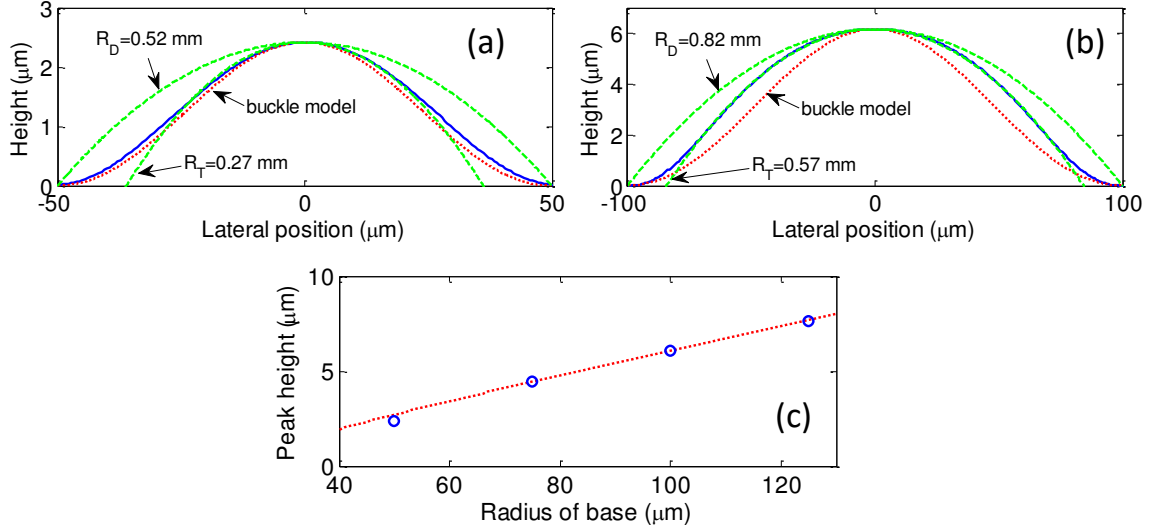 (a)
R_D=0.52 mm
buckle model
R_T=0.27 mm
Height (μm)
3
2
1
0
-50
0
50
Lateral position (μm)
(b)
R_D=0.82 mm
buckle model
R_T=0.57 mm
Height (μm)
6
4
2
0
-100
0
100
Lateral position (μm)
(c)
Peak height (μm)
10
5
0
40
60
80
100
120
Radius of base (μm)